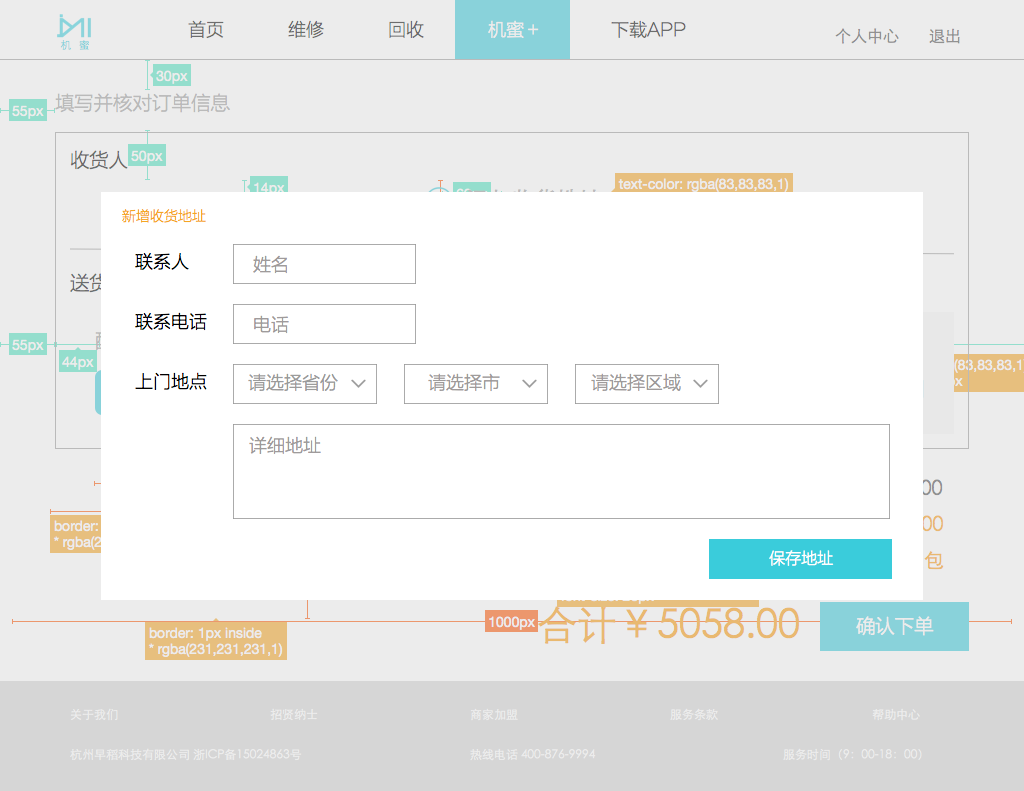 机 蜜
首页 维修 回收 机蜜+ 下载APP 个人中心 退出
30px
填写并核对订单信息
55px
收货人
50px
14px
text-color: rgba(83,83,83,1)
新增收货地址
联系人 姓名
送货
联系电话 电话
55px
44px
上门地点 请选择省份 请选择市 请选择区域
(83,83,83,1
详细地址
00
border:
00
* rgba(2
保存地址
包
1000px
合计￥5058.00
确认下单
border: 1px inside
* rgba(231,231,231,1)
关于我们 招贤纳士 商家加盟 服务条款 帮助中心
杭州早稻科技有限公司 浙ICP备15024863号 热线电话 400-876-9994 服务时间（9：00-18：00）